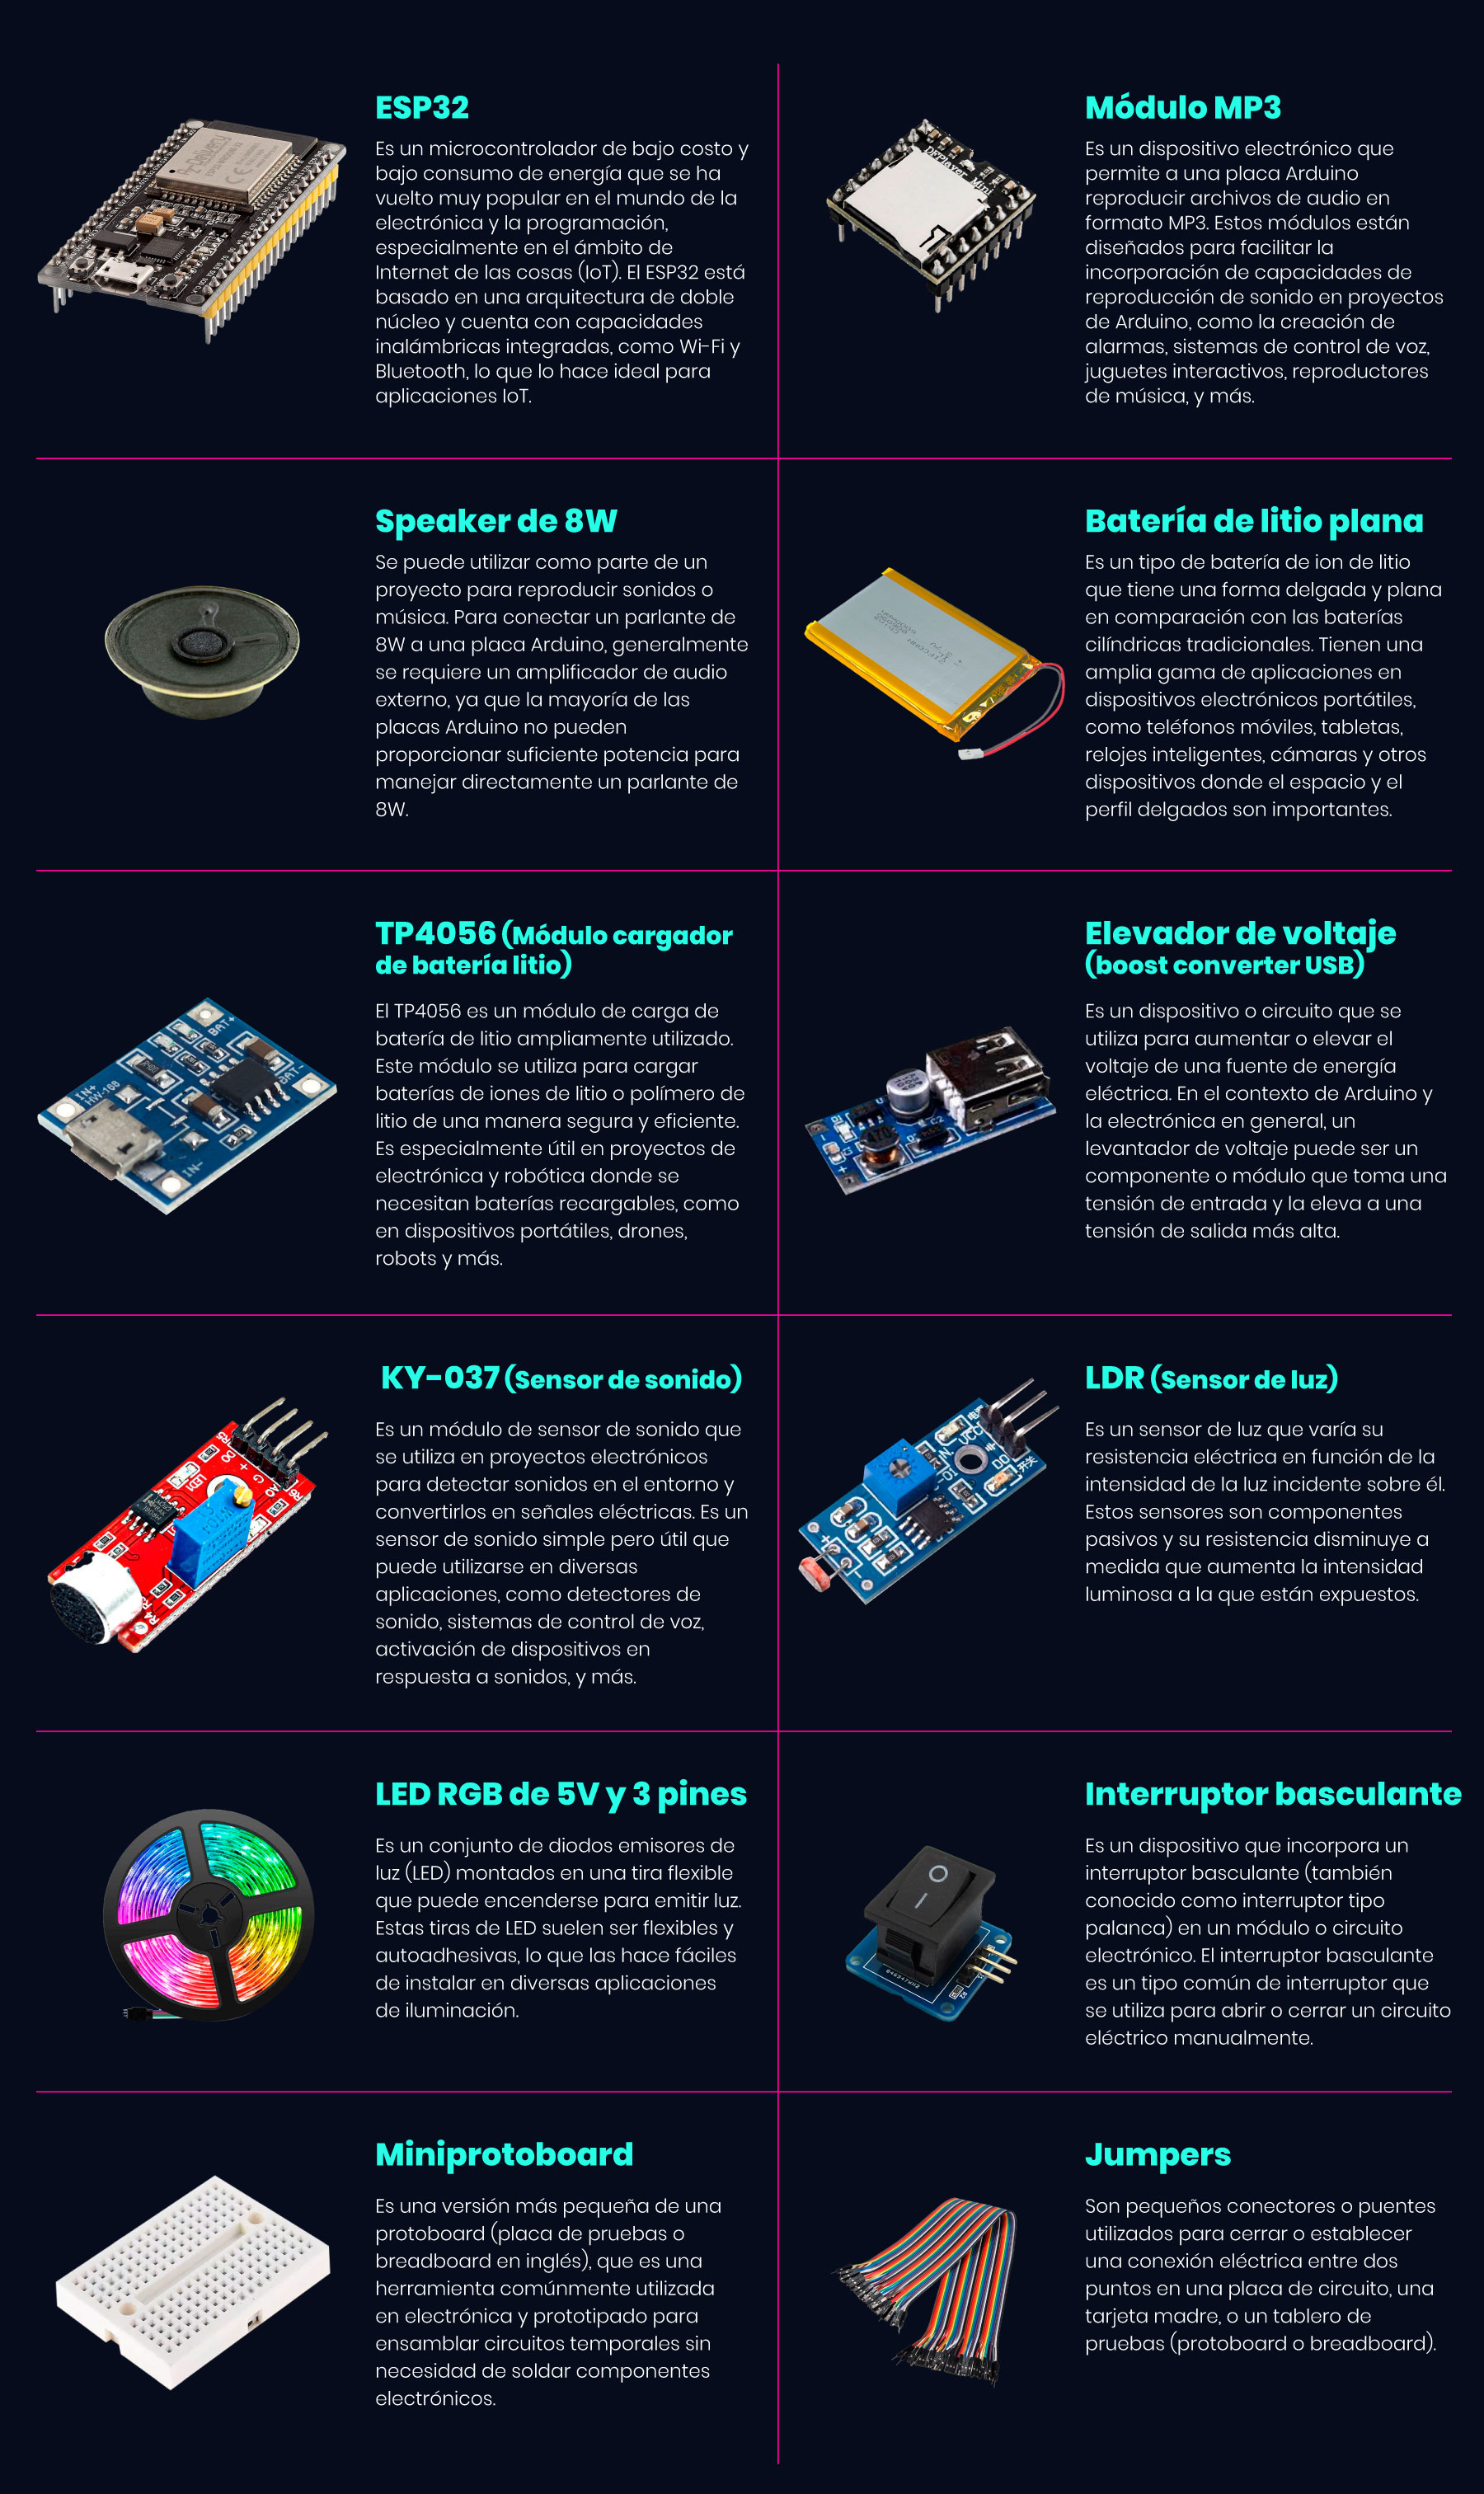 ESP32
Es un microcontrolador de bajo costo y
bajo consumo de energía que se ha
vuelto muy popular en el mundo de la
electrónica y la programación,
especialmente en el ámbito de
Internet de las cosas (IoT). El ESP32 está
basado en una arquitectura de doble
núcleo y cuenta con capacidades
inalámbricas integradas, como Wi-Fi y
Bluetooth, lo que lo hace ideal para
aplicaciones IoT.
Módulo MP3
Es un dispositivo electrónico que
permite a una placa Arduino
reproducir archivos de audio en
formato MP3. Estos módulos están
diseñados para facilitar la
incorporación de capacidades de
reproducción de sonido en proyectos
de Arduino, como la creación de
alarmas, sistemas de control de voz,
juguetes interactivos, reproductores
de música, y más.
DFPlayer Mini
Speaker de 8W
Se puede utilizar como parte de un
proyecto para reproducir sonidos o
música. Para conectar un parlante de
8W a una placa Arduino, generalmente
se requiere un amplificador de audio
externo, ya que la mayoría de las
placas Arduino no pueden
proporcionar suficiente potencia para
manejar directamente un parlante de
8W.
Batería de litio plana
Es un tipo de batería de ion de litio
que tiene una forma delgada y plana
en comparación con las baterías
cilíndricas tradicionales. Tienen una
amplia gama de aplicaciones en
dispositivos electrónicos portátiles,
como teléfonos móviles, tabletas,
relojes inteligentes, cámaras y otros
dispositivos donde el espacio y el
perfil delgados son importantes.
TP4056 (Módulo cargador
de batería litio)
El TP4056 es un módulo de carga de
batería de litio ampliamente utilizado.
Este módulo se utiliza para cargar
baterías de iones de litio o polímero de
litio de una manera segura y eficiente.
Es especialmente útil en proyectos de
electrónica y robótica donde se
necesitan baterías recargables, como
en dispositivos portátiles, drones,
robots y más.
BAT+
BAT-
IN+
HW-168
IN-
Elevador de voltaje
(boost converter USB)
Es un dispositivo o circuito que se
utiliza para aumentar o elevar el
voltaje de una fuente de energía
eléctrica. En el contexto de Arduino y
la electrónica en general, un
levantador de voltaje puede ser un
componente o módulo que toma una
tensión de entrada y la eleva a una
tensión de salida más alta.
KY-037 (Sensor de sonido)
Es un módulo de sensor de sonido que
se utiliza en proyectos electrónicos
para detectar sonidos en el entorno y
convertirlos en señales eléctricas. Es un
sensor de sonido simple pero útil que
puede utilizarse en diversas
aplicaciones, como detectores de
sonido, sistemas de control de voz,
activación de dispositivos en
respuesta a sonidos, y más.
LDR (Sensor de luz)
Es un sensor de luz que varía su
resistencia eléctrica en función de la
intensidad de la luz incidente sobre él.
Estos sensores son componentes
pasivos y su resistencia disminuye a
medida que aumenta la intensidad
luminosa a la que están expuestos.
LED RGB de 5V y 3 pines
Es un conjunto de diodos emisores de
luz (LED) montados en una tira flexible
que puede encenderse para emitir luz.
Estas tiras de LED suelen ser flexibles y
autoadhesivas, lo que las hace fáciles
de instalar en diversas aplicaciones
de iluminación.
Interruptor basculante
Es un dispositivo que incorpora un
interruptor basculante (también
conocido como interruptor tipo
palanca) en un módulo o circuito
electrónico. El interruptor basculante
es un tipo común de interruptor que
se utiliza para abrir o cerrar un circuito
eléctrico manualmente.
Miniprotoboard
Es una versión más pequeña de una
protoboard (placa de pruebas o
breadboard en inglés), que es una
herramienta comúnmente utilizada
en electrónica y prototipado para
ensamblar circuitos temporales sin
necesidad de soldar componentes
electrónicos.
Jumpers
Son pequeños conectores o puentes
utilizados para cerrar o establecer
una conexión eléctrica entre dos
puntos en una placa de circuito, una
tarjeta madre, o un tablero de
pruebas (protoboard o breadboard).